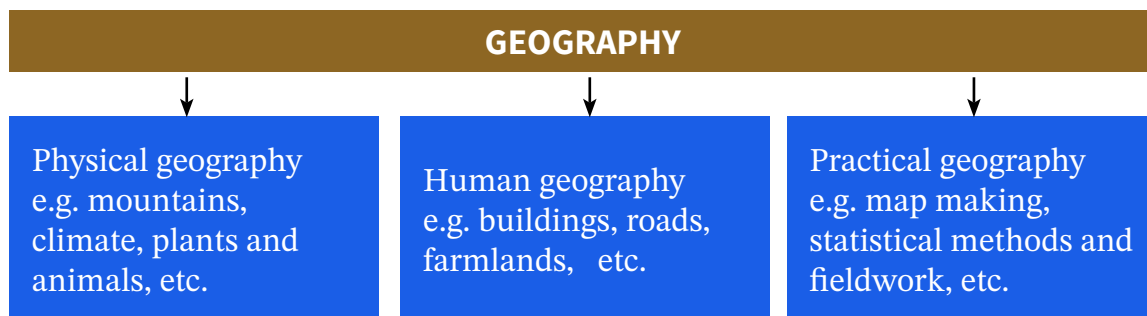 GEOGRAPHY
Physical geography
e.g. mountains,
climate, plants and
animals, etc.
Human geography
e.g. buildings, roads,
farmlands, etc.
Practical geography
e.g. map making,
statistical methods and
fieldwork, etc.